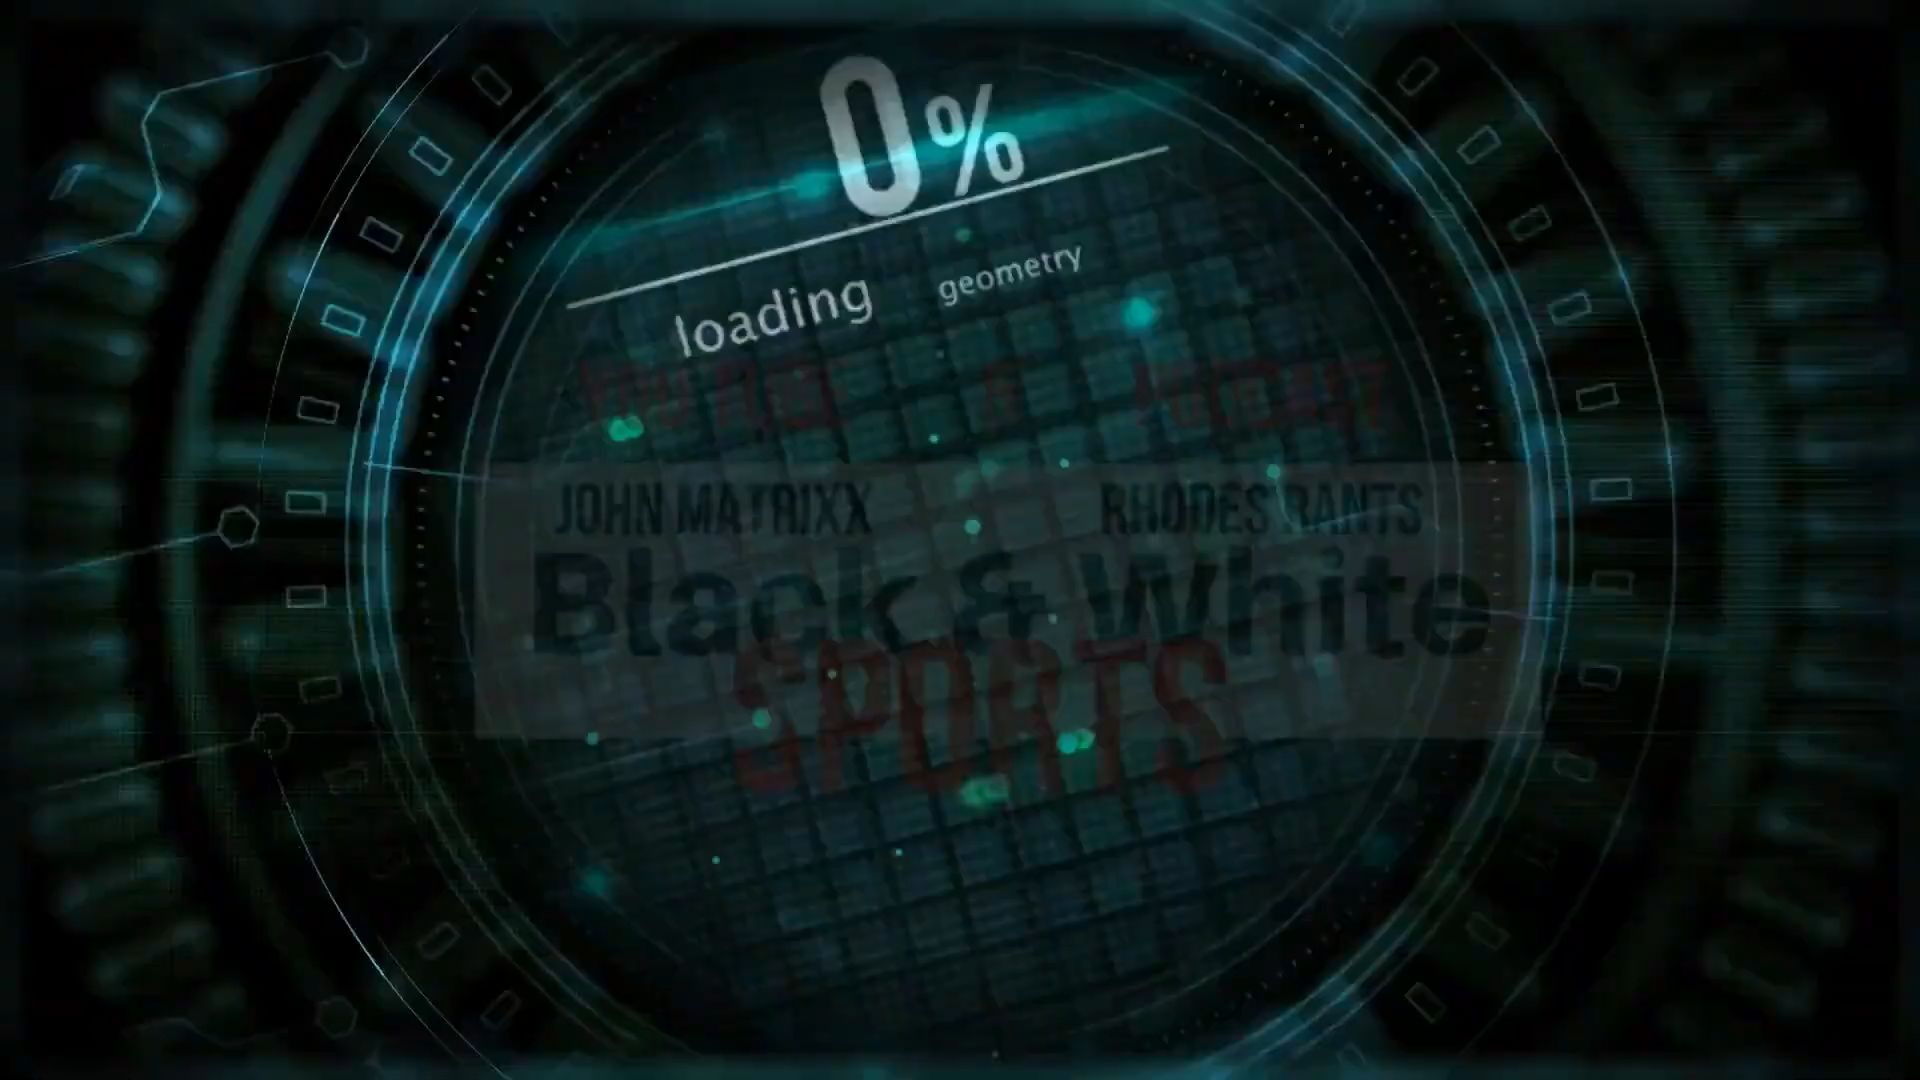 0%
loading geometry
JOHN MATRIXX RHODES RANTS
Black & White
SPORTS